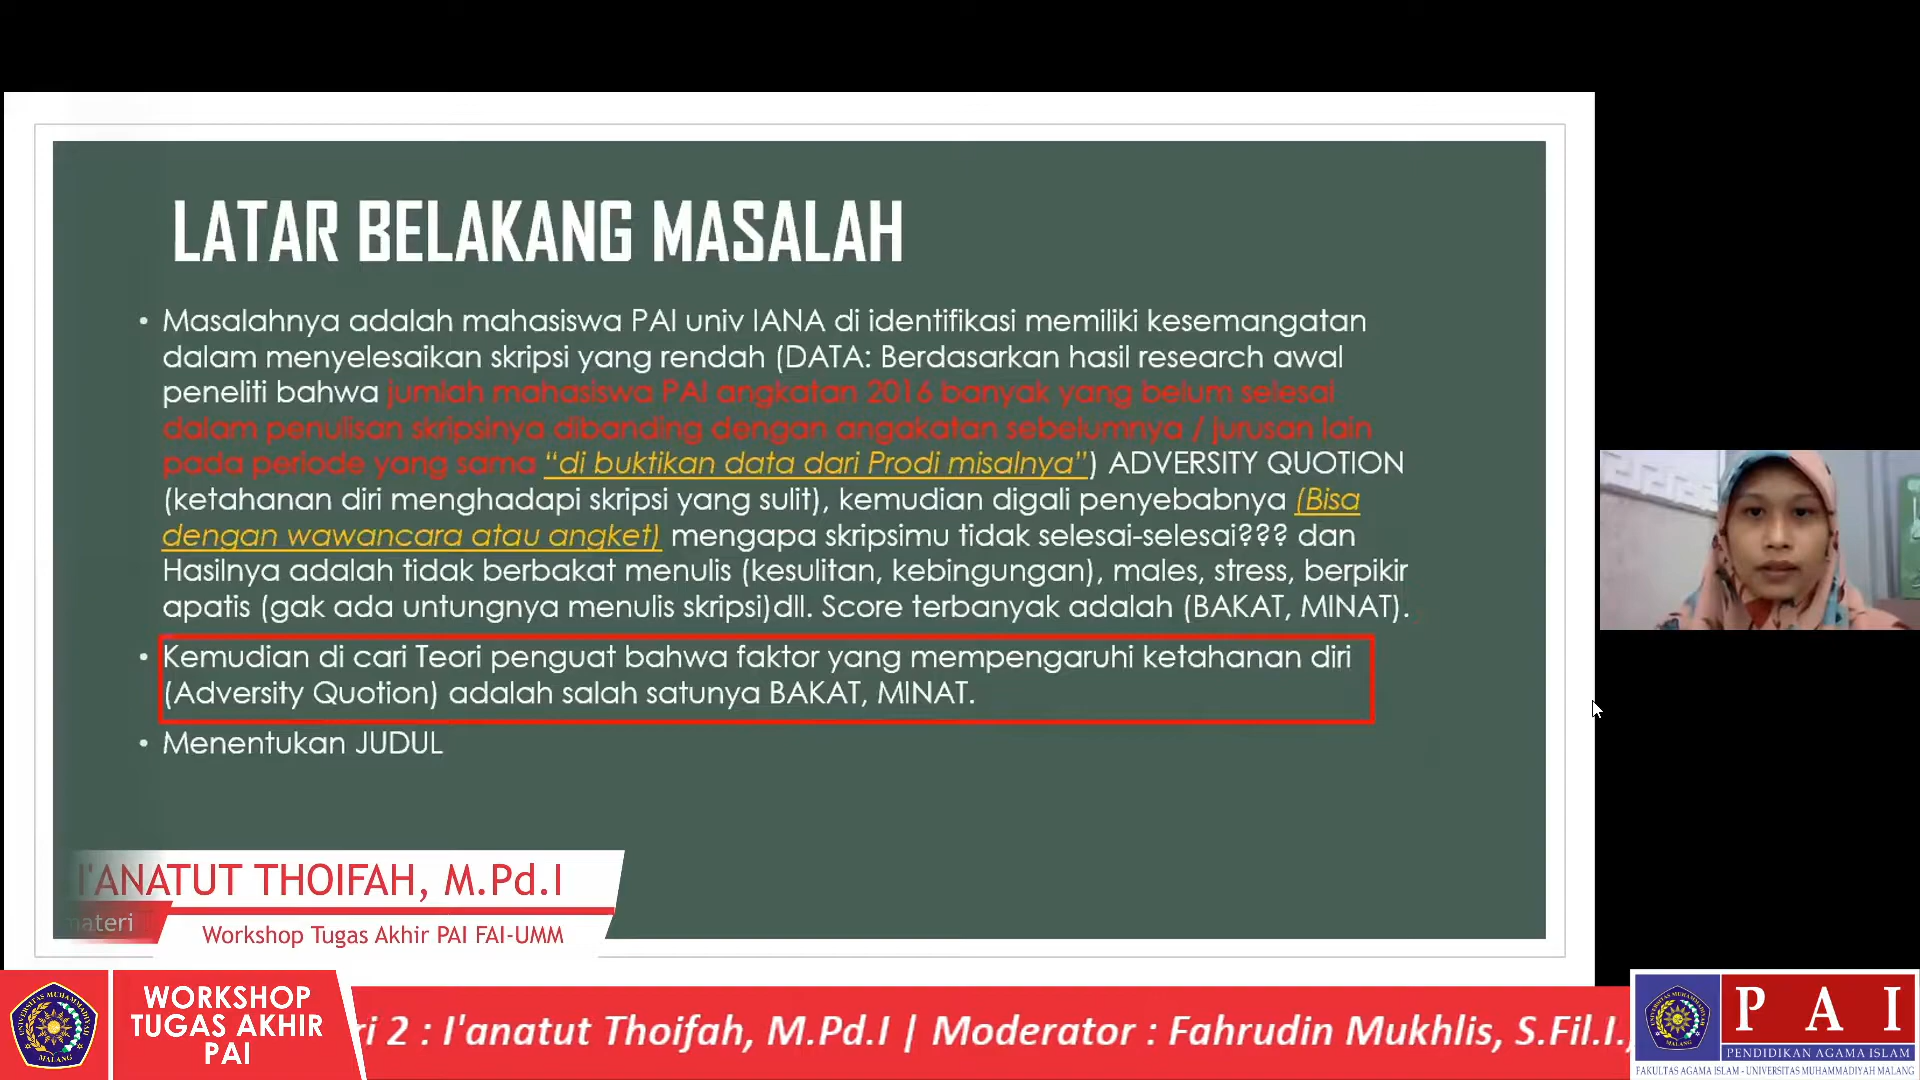 LATAR BELAKANG MASALAH
• Masalahnya adalah mahasiswa PAI univ IANA di identifikasi memiliki kesemangatan
dalam menyelesaikan skripsi yang rendah (DATA: Berdasarkan hasil research awal
peneliti bahwa jumlah mahasiswa PAI angkatan 2016 banyak yang belum selesai
dalam penulisan skripsinya dibanding dengan angakatan sebelumnya / jurusan lain
pada periode yang sama “di buktikan data dari Prodi misalnya”) ADVERSITY QUOTION
(ketahanan diri menghadapi skripsi yang sulit), kemudian digali penyebabnya (Bisa
dengan wawancara atau angket) mengapa skripsimu tidak selesai-selesai??? dan
Hasilnya adalah tidak berbakat menulis (kesulitan, kebingungan), males, stress, berpikir
apatis (gak ada untungnya menulis skripsi)dll. Score terbanyak adalah (BAKAT, MINAT).
• Kemudian di cari Teori penguat bahwa faktor yang mempengaruhi ketahanan diri
(Adversity Quotion) adalah salah satunya BAKAT, MINAT.
• Menentukan JUDUL
I'ANATUT THOIFAH, M.Pd.I
materi
Workshop Tugas Akhir PAI FAI-UMM
WORKSHOP
TUGAS AKHIR
PAI
ri 2 : I'anatut Thoifah, M.Pd.I | Moderator : Fahrudin Mukhlis, S.Fil.I.,
PAI
PENDIDIKAN AGAMA ISLAM
FAKULTAS AGAMA ISLAM - UNIVERSITAS MUHAMMADIYAH MALANG